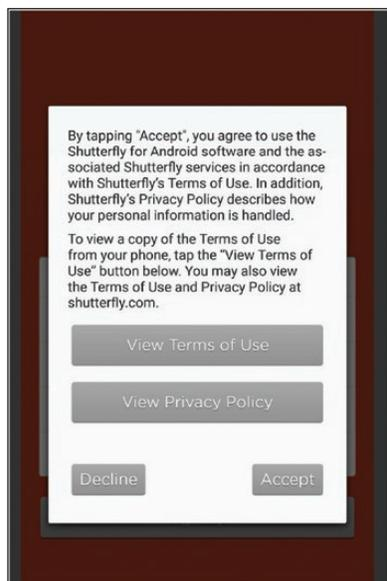 By tapping "Accept", you agree to use the
Shutterfly for Android software and the as-
sociated Shutterfly services in accordance
with Shutterfly's Terms of Use. In addition,
Shutterfly's Privacy Policy describes how
your personal information is handled.
To view a copy of the Terms of Use
from your phone, tap the "View Terms of
Use" button below. You may also view
the Terms of Use and Privacy Policy at
shutterfly.com.
View Terms of Use
View Privacy Policy
Decline Accept